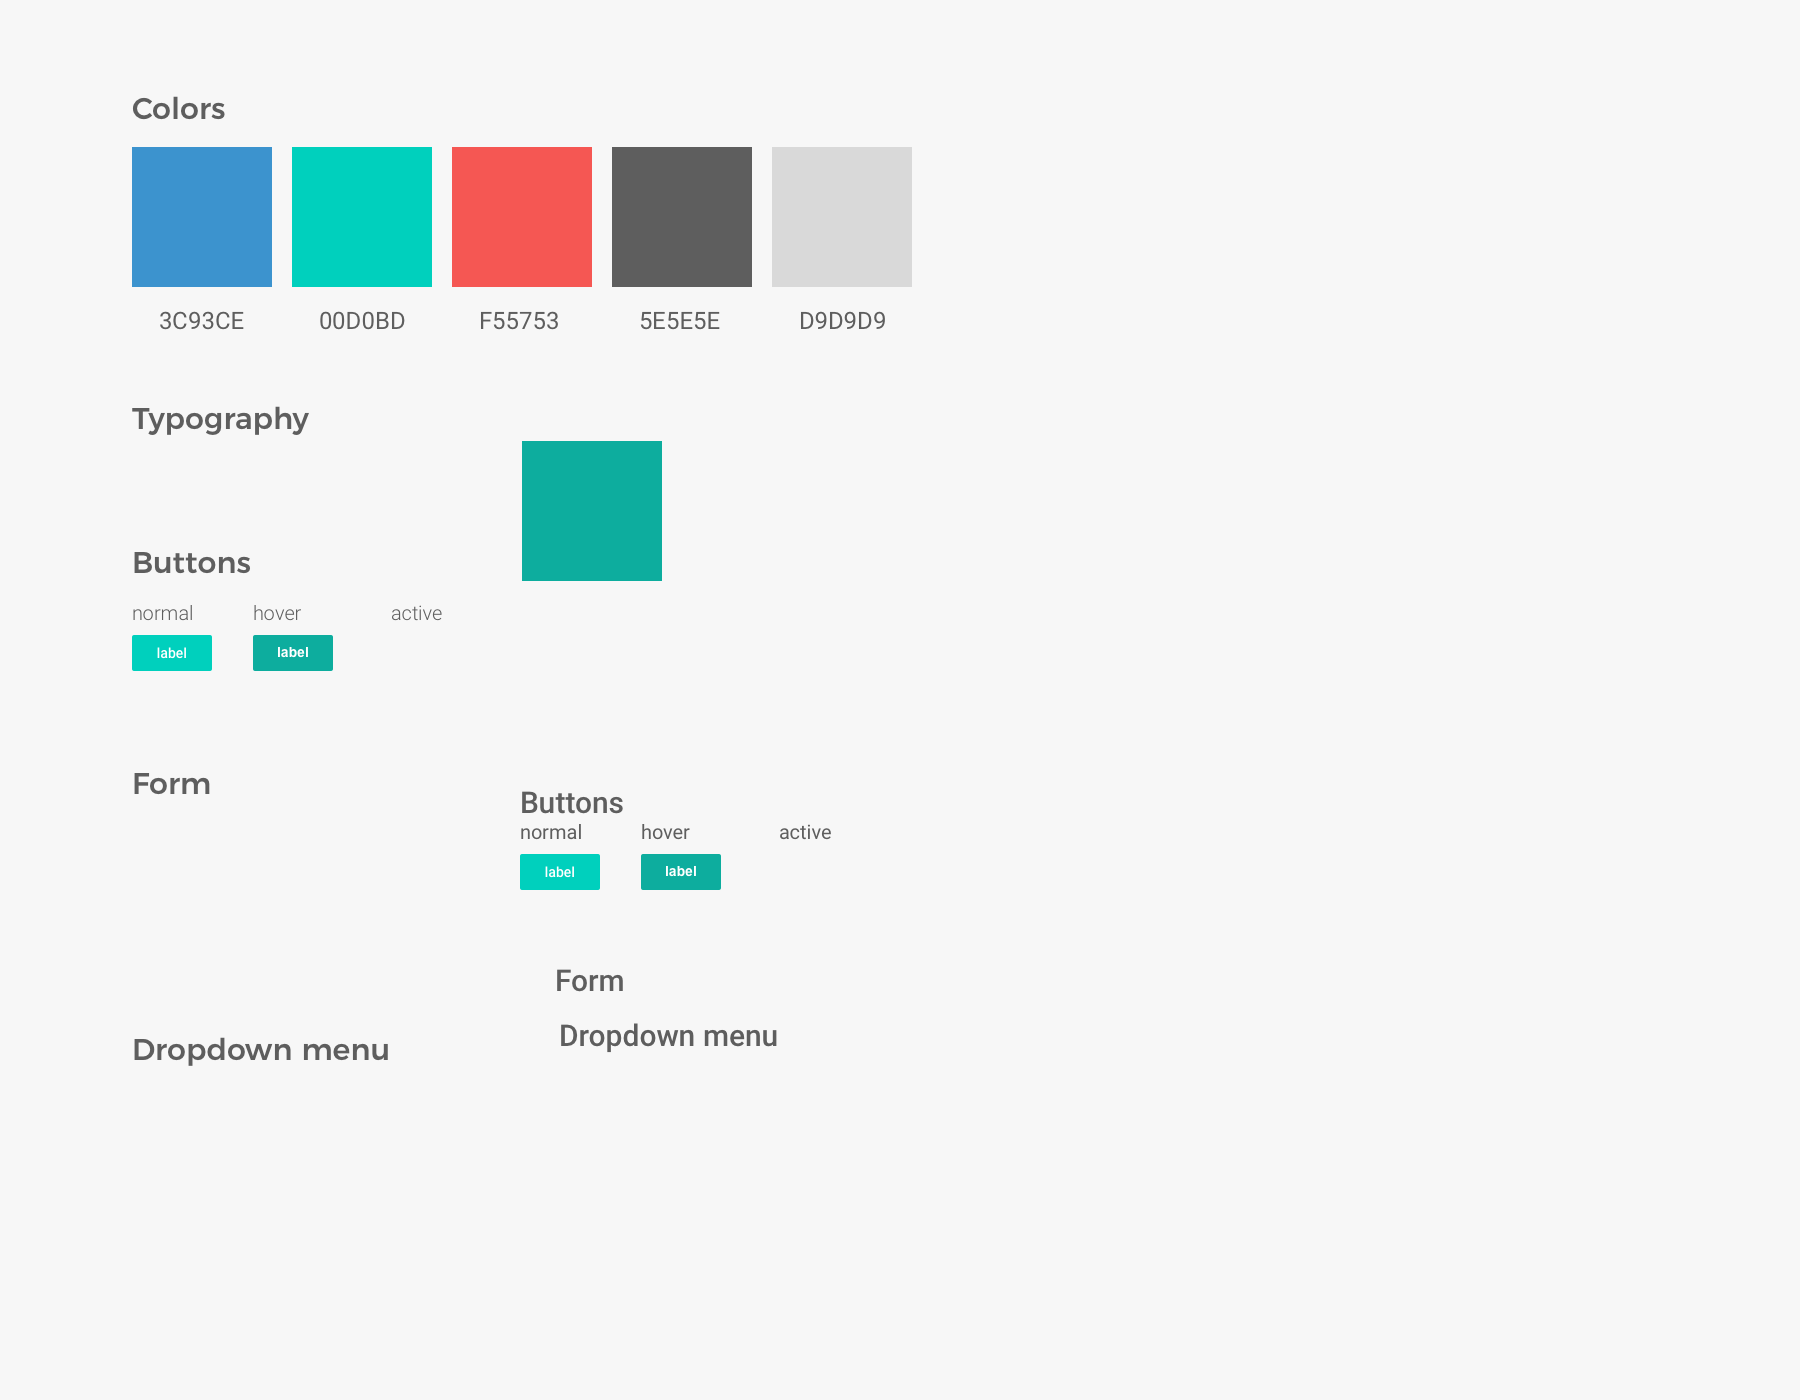 Colors
3C93CE 00D0BD F55753 5E5E5E D9D9D9
Typography
Buttons
normal hover active
label label
Form
Buttons
normal hover active
label label
Form
Dropdown menu
Dropdown menu